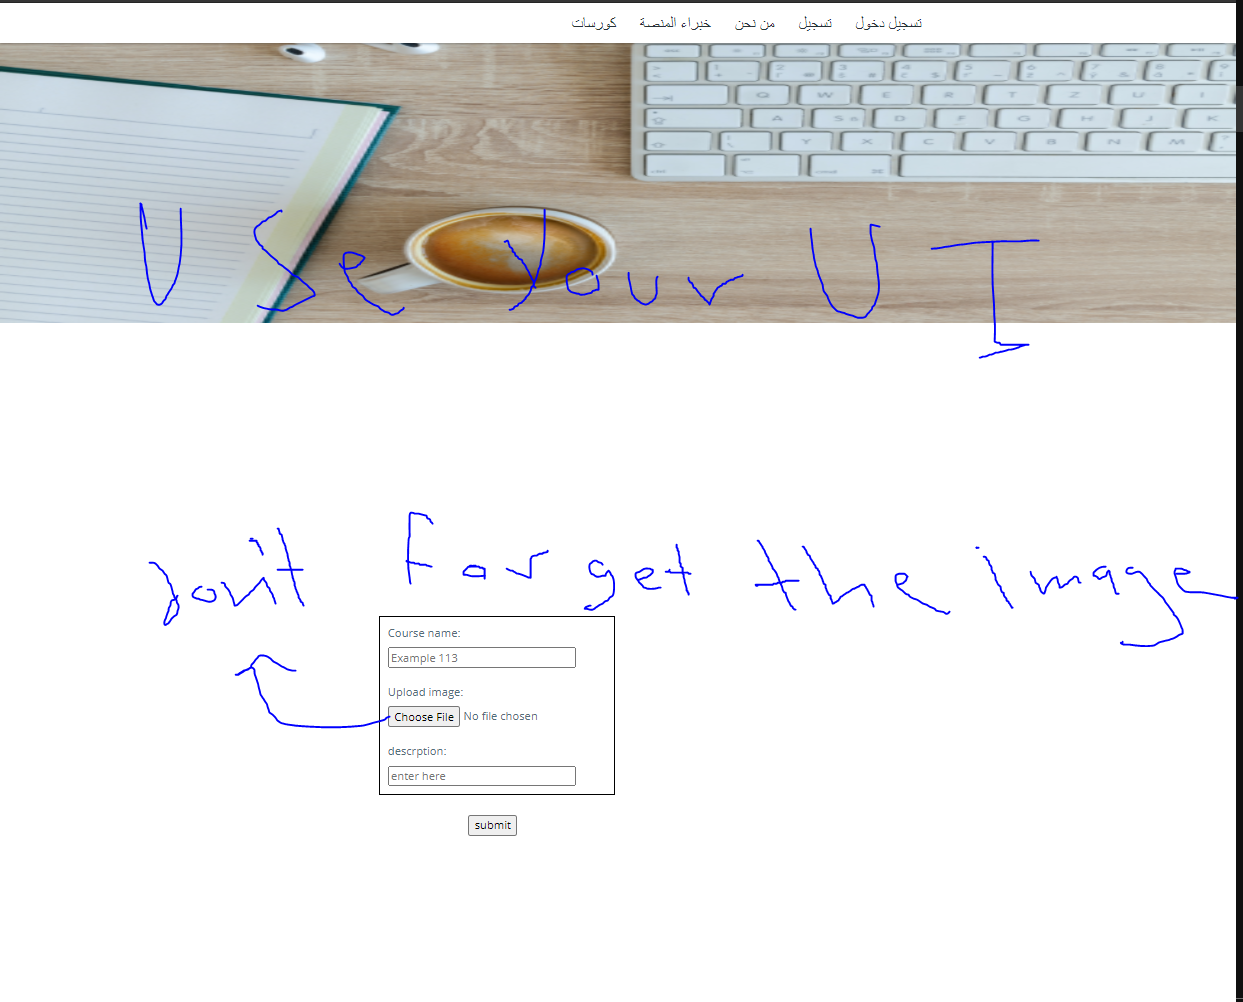 تسجيل دخول تسجيل من نحن خبراء المنصة كورسات
Use your UI
Don't forget the image
Course name:
Example 113
Upload image:
Choose File No file chosen
descrption:
enter here
submit